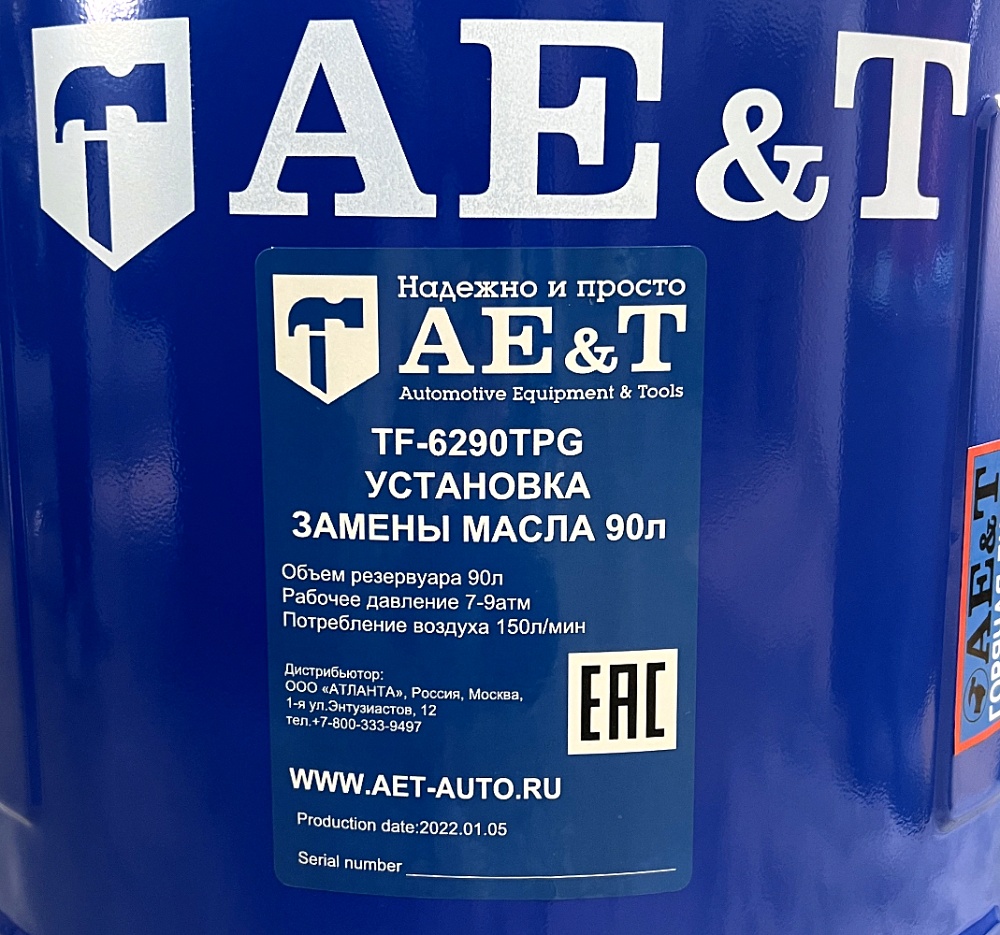 AE&T
Надежно и просто
AE&T
Automotive Equipment & Tools
TF-6290TPG
УСТАНОВКА
ЗАМЕНЫ МАСЛА 90л
Объем резервуара 90л
Рабочее давление 7-9атм
Потребление воздуха 150л/мин
Дистрибьютор:
ООО «АТЛАНТА», Россия, Москва,
1-я ул.Энтузиастов, 12
тел.+7-800-333-9497
EAC
WWW.AET-AUTO.RU
Production date:2022.01.05
Serial number
AE&T